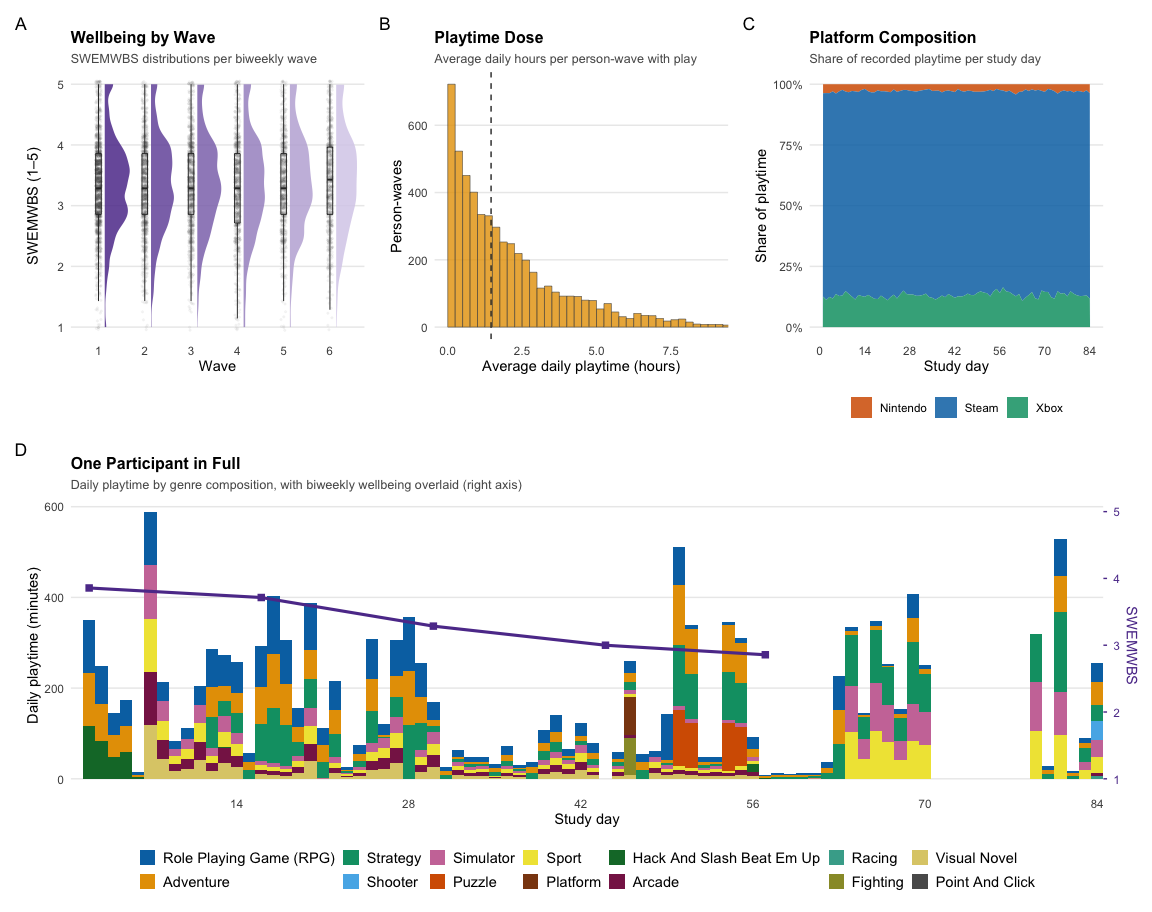 A
Wellbeing by Wave
SWEMWBS distributions per biweekly wave
SWEMWBS (1–5)
5
4
3
2
1
1 2 3 4 5 6
Wave
B
Playtime Dose
Average daily hours per person-wave with play
Person-waves
600
400
200
0
0.0 2.5 5.0 7.5
Average daily playtime (hours)
C
Platform Composition
Share of recorded playtime per study day
Share of playtime
100%
75%
50%
25%
0%
0 14 28 42 56 70 84
Study day
Nintendo Steam Xbox
D
One Participant in Full
Daily playtime by genre composition, with biweekly wellbeing overlaid (right axis)
Daily playtime (minutes)
600
400
200
0
5
4
3
2
1
SWEMWBS
14 28 42 56 70 84
Study day
Role Playing Game (RPG) Strategy Simulator Sport Hack And Slash Beat Em Up Racing Visual Novel
Adventure Shooter Puzzle Platform Arcade Fighting Point And Click